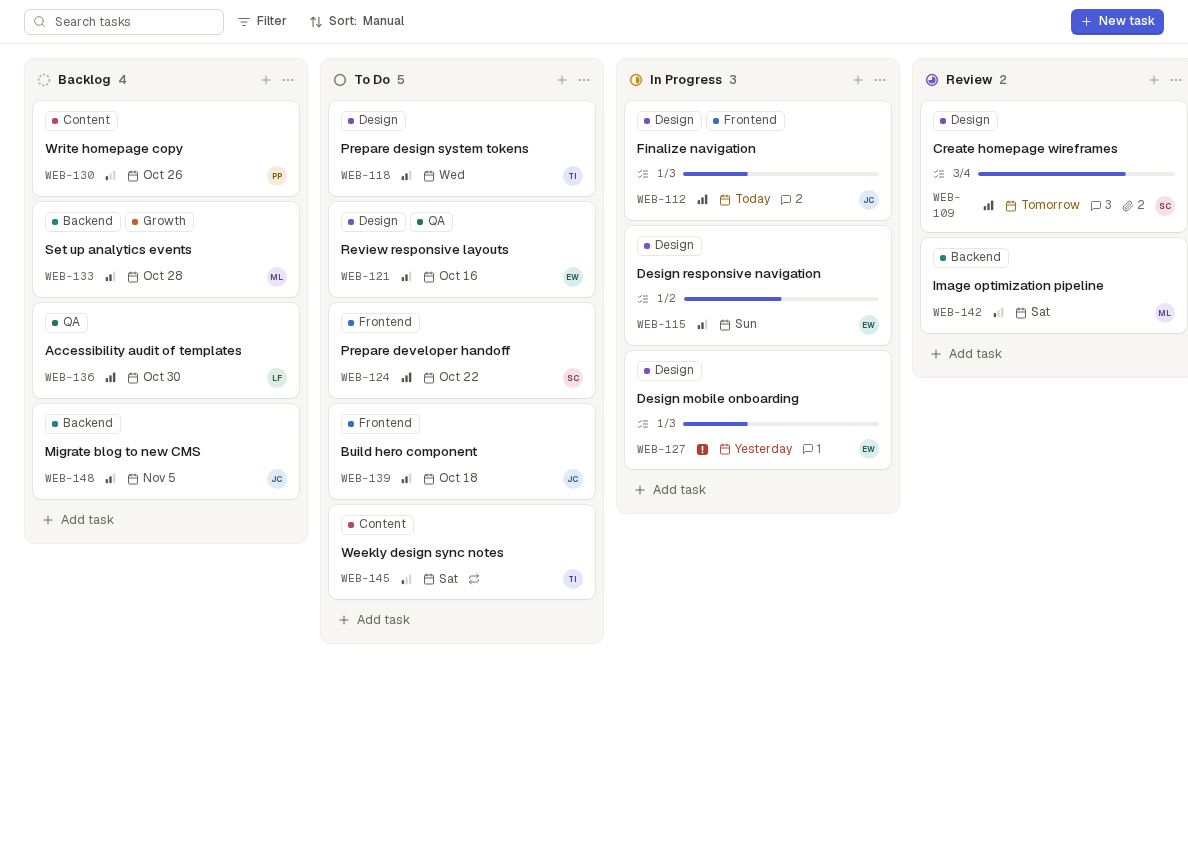 Search tasks
Filter
Sort: Manual
New task
Backlog 4
Content
Write homepage copy
WEB-130 Oct 26 PP
Backend Growth
Set up analytics events
WEB-133 Oct 28 ML
QA
Accessibility audit of templates
WEB-136 Oct 30 LF
Backend
Migrate blog to new CMS
WEB-148 Nov 5 JC
Add task
To Do 5
Design
Prepare design system tokens
WEB-118 Wed TI
Design QA
Review responsive layouts
WEB-121 Oct 16 EW
Frontend
Prepare developer handoff
WEB-124 Oct 22 SC
Frontend
Build hero component
WEB-139 Oct 18 JC
Content
Weekly design sync notes
WEB-145 Sat TI
Add task
In Progress 3
Design Frontend
Finalize navigation
1/3
WEB-112 Today 2 JC
Design
Design responsive navigation
1/2
WEB-115 Sun EW
Design
Design mobile onboarding
1/3
WEB-127 ! Yesterday 1 EW
Add task
Review 2
Design
Create homepage wireframes
3/4
WEB-
109 Tomorrow 3 2 SC
Backend
Image optimization pipeline
WEB-142 Sat ML
Add task